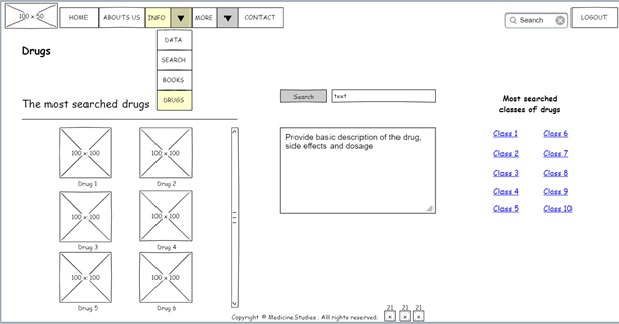 100 x 50
HOME
ABOUTS US
INFO
MORE
CONTACT
Search
LOGOUT
DATA
SEARCH
BOOKS
DRUGS
Drugs
The most searched drugs
100 x 100
100 x 100
Drug 1
Drug 2
100 x 100
100 x 100
Drug 3
Drug 4
100 x 100
100 x 100
Drug 5
Drug 6
Search
text
Provide basic description of the drug,
side effects and dosage
Most searched
classes of drugs
Class 1
Class 6
Class 2
Class 7
Class 3
Class 8
Class 4
Class 9
Class 5
Class 10
Copyright © Medicine.Studies . All rights reserved.
21 21 21
x x x